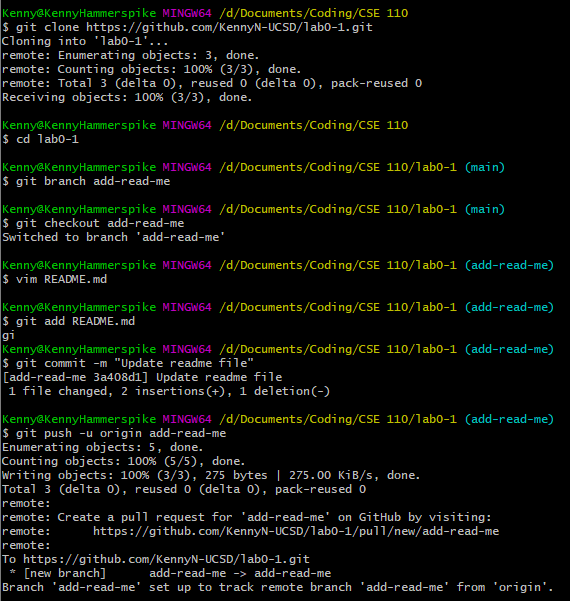 Kenny@KennyHammerspike MINGW64 /d/Documents/Coding/CSE 110
$ git clone https://github.com/KennyN-UCSD/lab0-1.git
Cloning into 'lab0-1'...
remote: Enumerating objects: 3, done.
remote: Counting objects: 100% (3/3), done.
remote: Total 3 (delta 0), reused 0 (delta 0), pack-reused 0
Receiving objects: 100% (3/3), done.
Kenny@KennyHammerspike MINGW64 /d/Documents/Coding/CSE 110
$ cd lab0-1
Kenny@KennyHammerspike MINGW64 /d/Documents/Coding/CSE 110/lab0-1 (main)
$ git branch add-read-me
Kenny@KennyHammerspike MINGW64 /d/Documents/Coding/CSE 110/lab0-1 (main)
$ git checkout add-read-me
Switched to branch 'add-read-me'
Kenny@KennyHammerspike MINGW64 /d/Documents/Coding/CSE 110/lab0-1 (add-read-me)
$ vim README.md
Kenny@KennyHammerspike MINGW64 /d/Documents/Coding/CSE 110/lab0-1 (add-read-me)
$ git add README.md
gi
Kenny@KennyHammerspike MINGW64 /d/Documents/Coding/CSE 110/lab0-1 (add-read-me)
$ git commit -m "Update readme file"
[add-read-me 3a408d1] Update readme file
 1 file changed, 2 insertions(+), 1 deletion(-)
Kenny@KennyHammerspike MINGW64 /d/Documents/Coding/CSE 110/lab0-1 (add-read-me)
$ git push -u origin add-read-me
Enumerating objects: 5, done.
Counting objects: 100% (5/5), done.
Writing objects: 100% (3/3), 275 bytes | 275.00 KiB/s, done.
Total 3 (delta 0), reused 0 (delta 0), pack-reused 0
remote:
remote: Create a pull request for 'add-read-me' on GitHub by visiting:
remote:      https://github.com/KennyN-UCSD/lab0-1/pull/new/add-read-me
remote:
To https://github.com/KennyN-UCSD/lab0-1.git
 * [new branch]      add-read-me -> add-read-me
Branch 'add-read-me' set up to track remote branch 'add-read-me' from 'origin'.